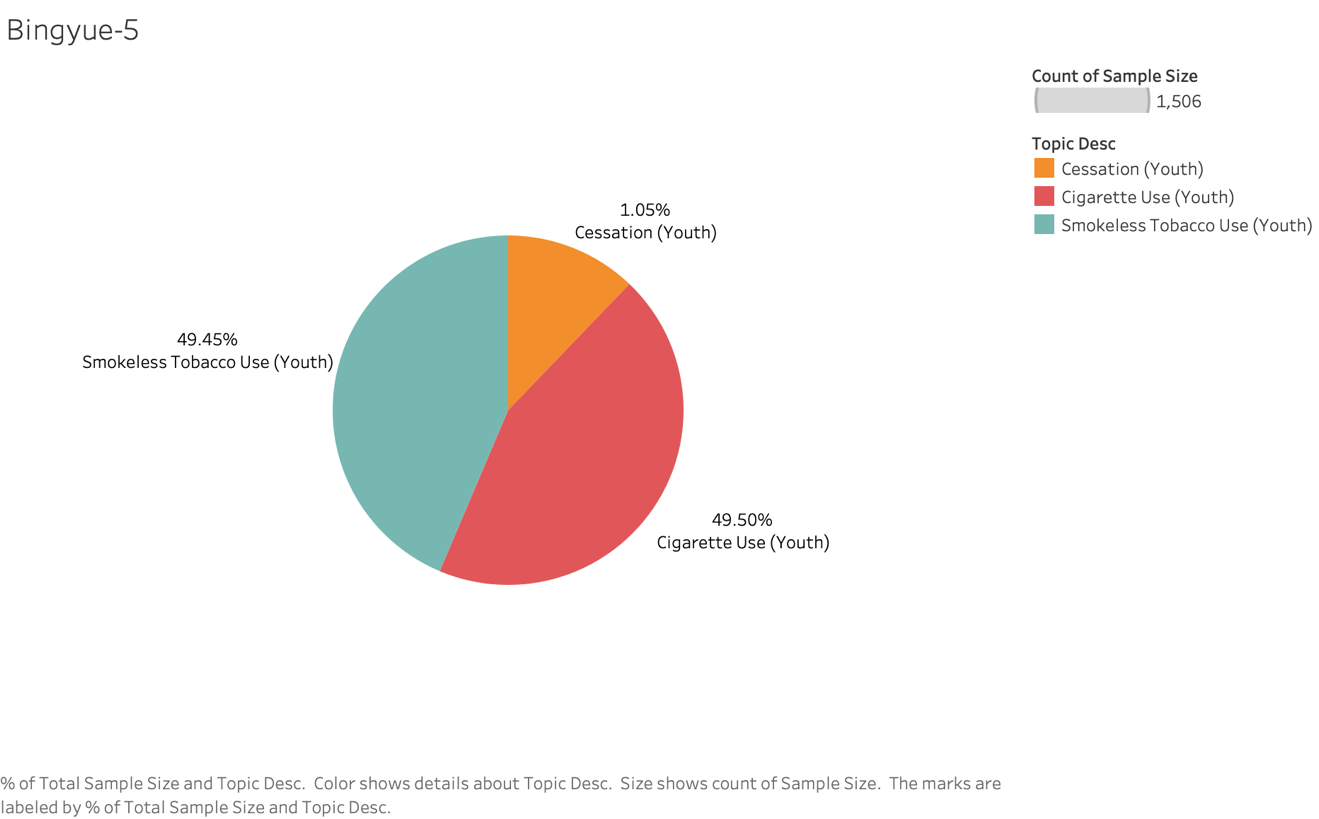 Bingyue-5
Count of Sample Size
1,506
Topic Desc
Cessation (Youth)
Cigarette Use (Youth)
Smokeless Tobacco Use (Youth)
1.05%
Cessation (Youth)
49.45%
Smokeless Tobacco Use (Youth)
49.50%
Cigarette Use (Youth)
% of Total Sample Size and Topic Desc.  Color shows details about Topic Desc.  Size shows count of Sample Size.  The marks are
labeled by % of Total Sample Size and Topic Desc.